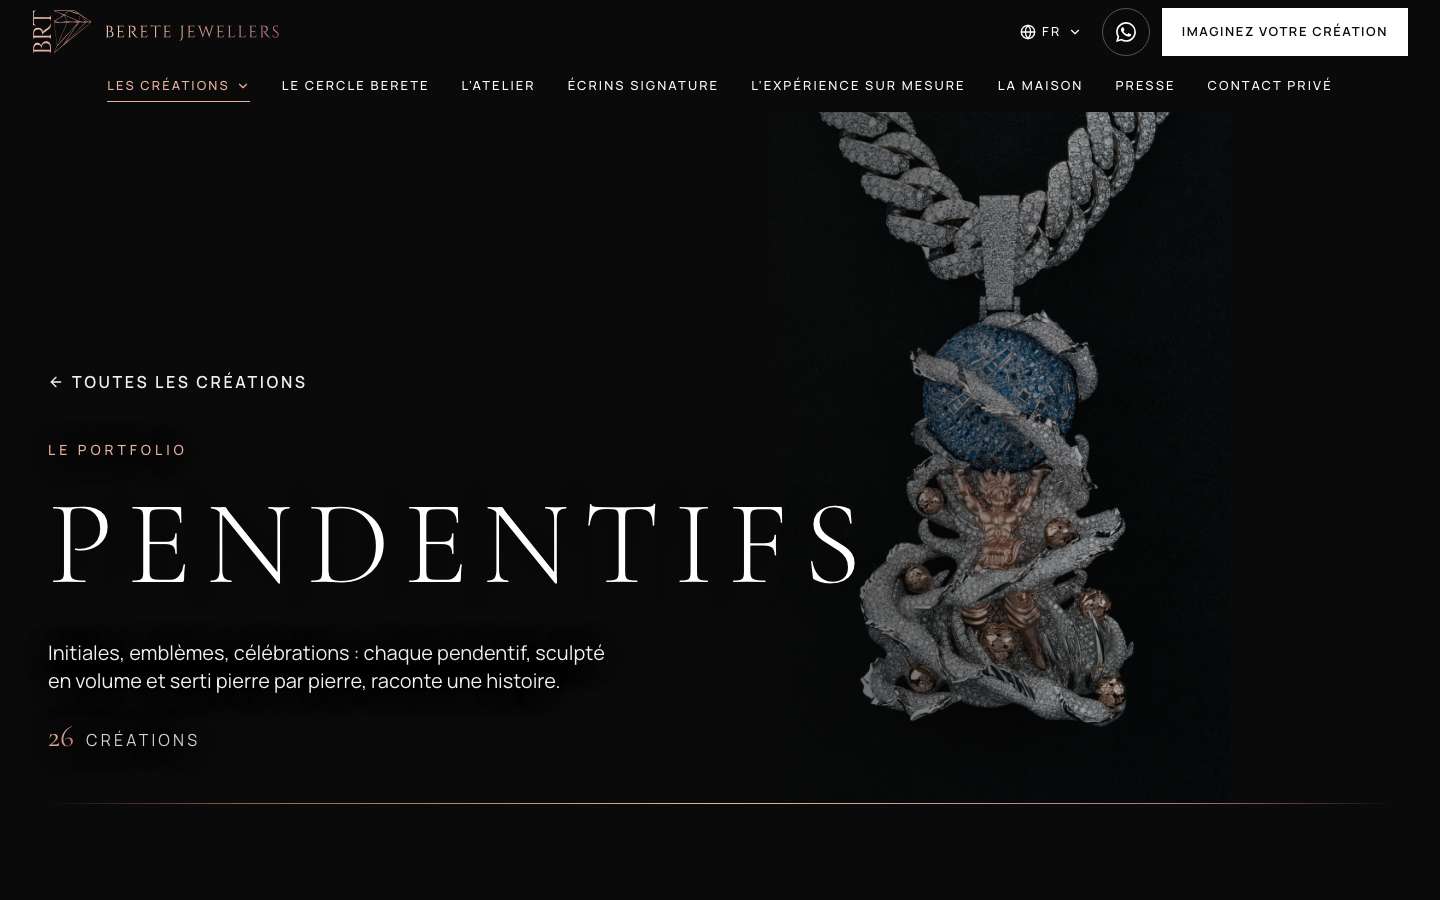 BRT
BERETE JEWELLERS
FR
IMAGINEZ VOTRE CRÉATION
LES CRÉATIONS
LE CERCLE BERETE
L'ATELIER
ÉCRINS SIGNATURE
L'EXPÉRIENCE SUR MESURE
LA MAISON
PRESSE
CONTACT PRIVÉ
TOUTES LES CRÉATIONS
LE PORTFOLIO
PENDENTIFS
Initiales, emblèmes, célébrations : chaque pendentif, sculpté
en volume et serti pierre par pierre, raconte une histoire.
26 CRÉATIONS